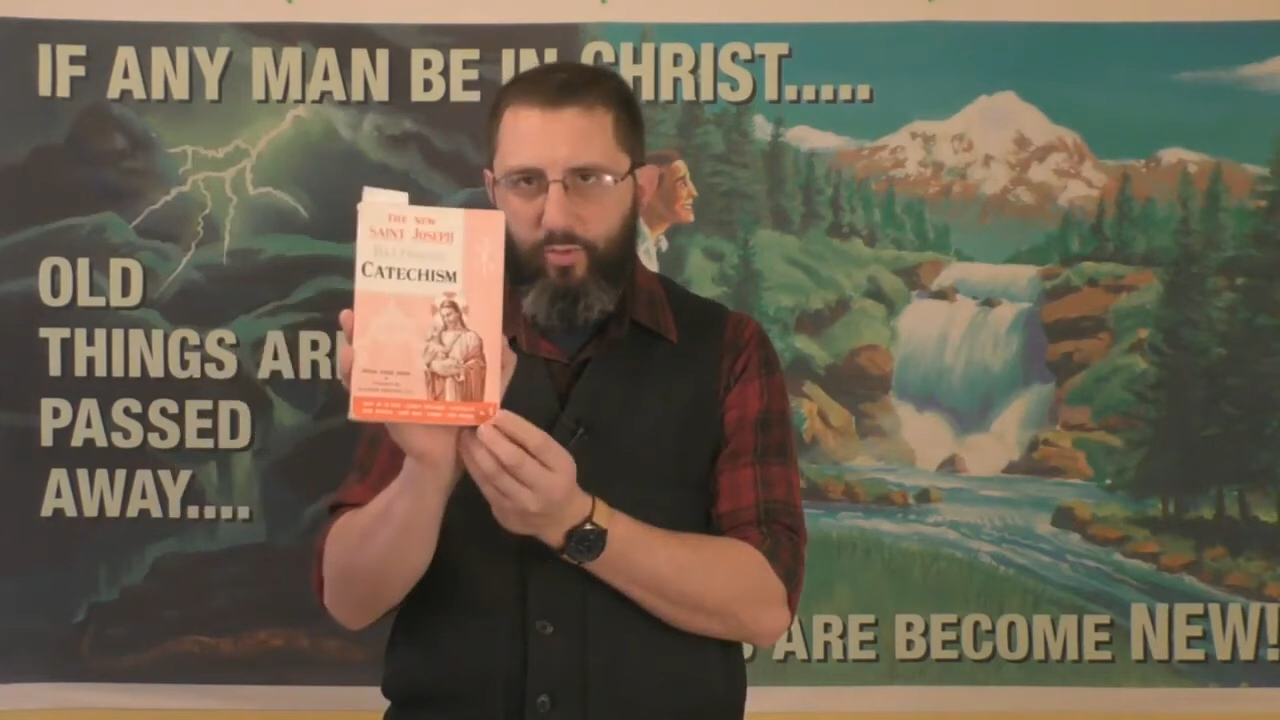 IF ANY MAN BE IN CHRIST.....
OLD
THINGS ARE
PASSED
AWAY....
ARE BECOME NEW!
THE NEW
SAINT JOSEPH
CATECHISM